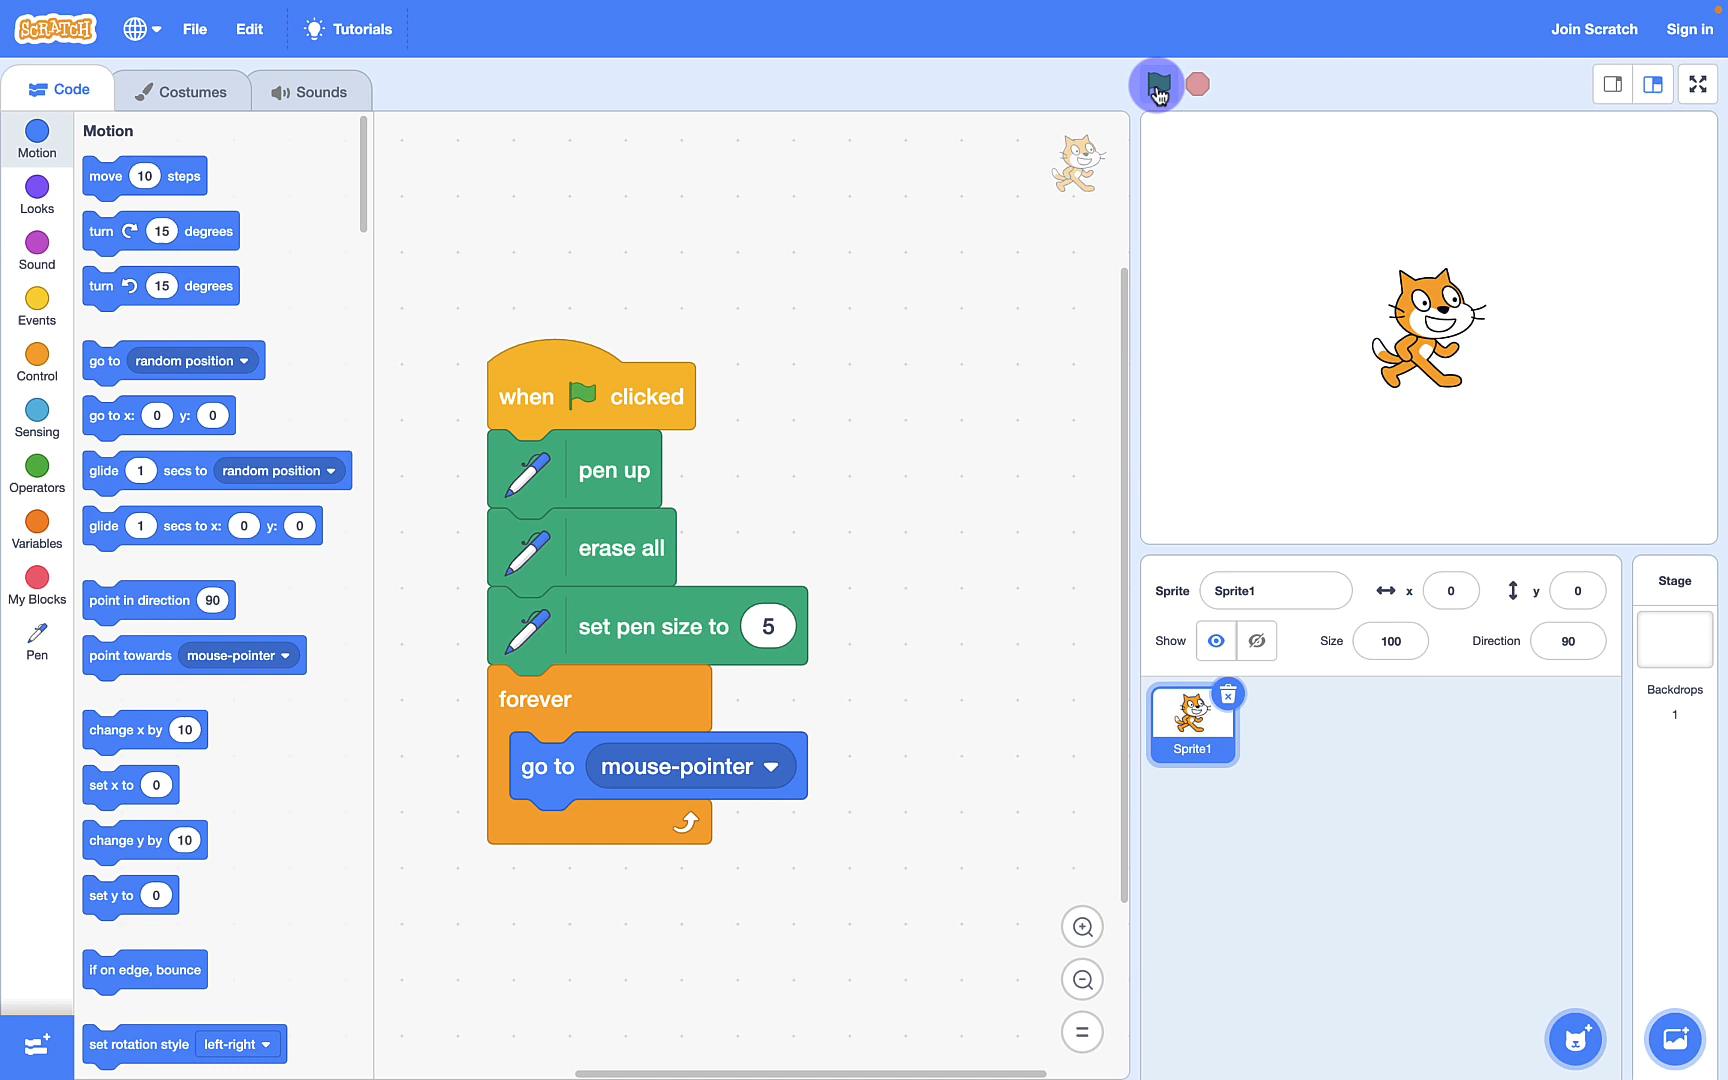 SCRATCH File Edit Tutorials Join Scratch Sign in
Code Costumes Sounds
Motion
Looks
Sound
Events
Control
Sensing
Operators
Variables
My Blocks
Pen
Motion
move 10 steps
turn 15 degrees
turn 15 degrees
go to random position
go to x: 0 y: 0
glide 1 secs to random position
glide 1 secs to x: 0 y: 0
point in direction 90
point towards mouse-pointer
change x by 10
set x to 0
change y by 10
set y to 0
if on edge, bounce
set rotation style left-right
when clicked
pen up
erase all
set pen size to 5
forever
go to mouse-pointer
Sprite Sprite1 x 0 y 0
Show Size 100 Direction 90
Sprite1
Stage
Backdrops
1